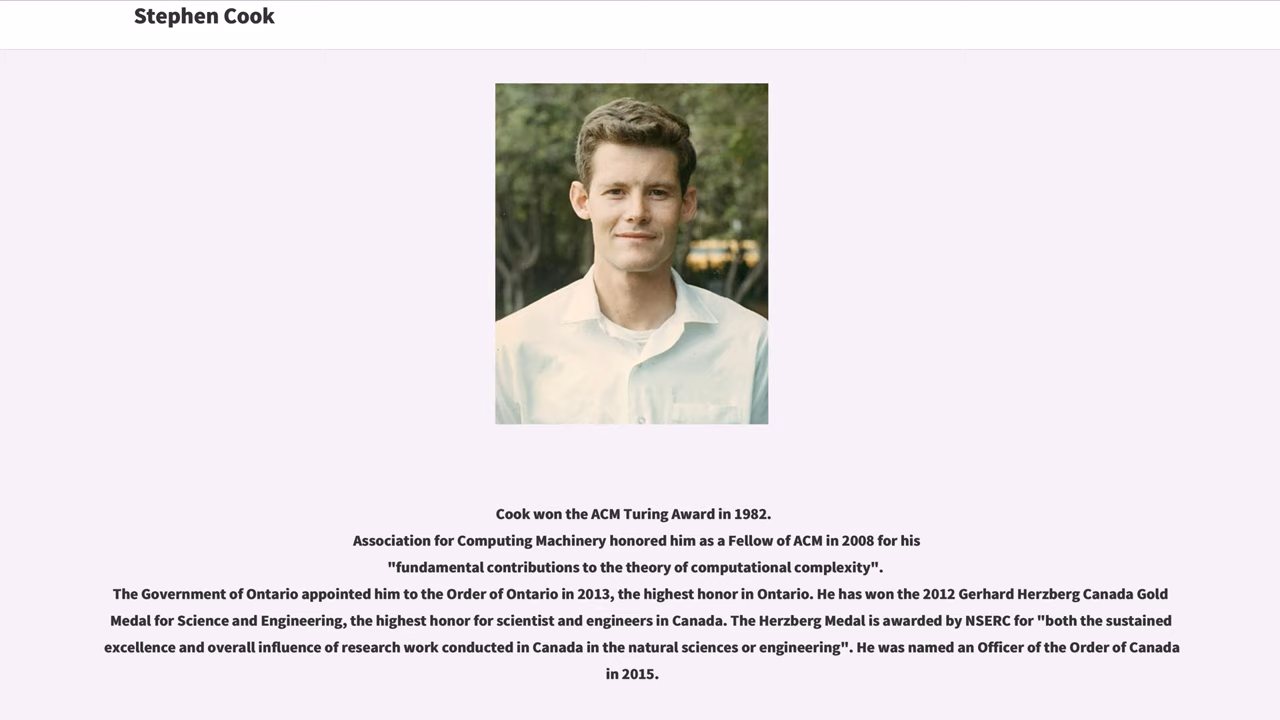 Stephen Cook
Cook won the ACM Turing Award in 1982.
Association for Computing Machinery honored him as a Fellow of ACM in 2008 for his
"fundamental contributions to the theory of computational complexity".
The Government of Ontario appointed him to the Order of Ontario in 2013, the highest honor in Ontario. He has won the 2012 Gerhard Herzberg Canada Gold
Medal for Science and Engineering, the highest honor for scientist and engineers in Canada. The Herzberg Medal is awarded by NSERC for "both the sustained
excellence and overall influence of research work conducted in Canada in the natural sciences or engineering". He was named an Officer of the Order of Canada
in 2015.